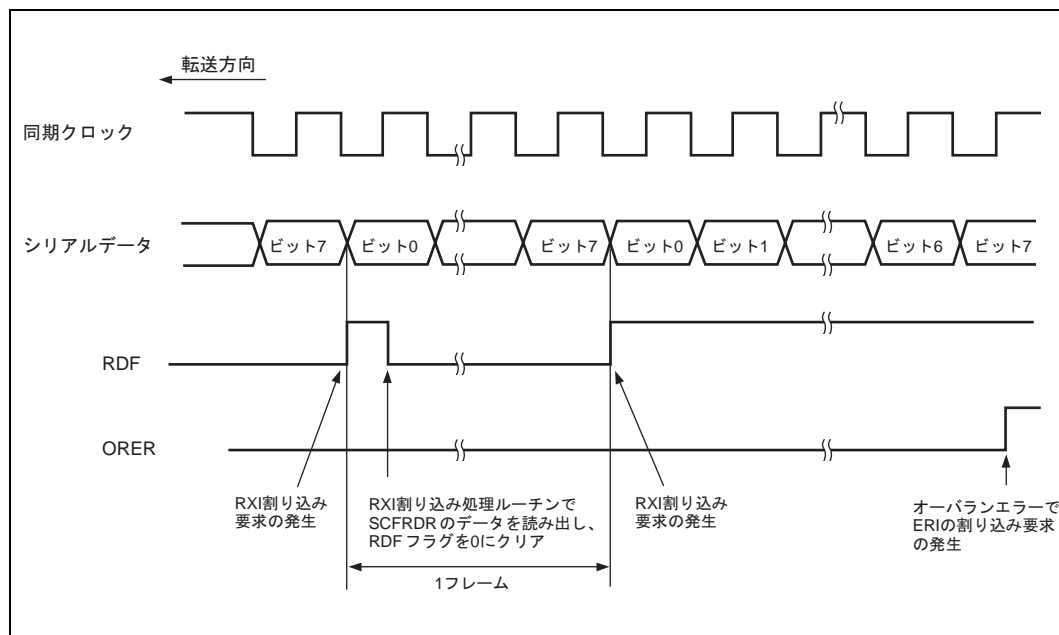 転送方向
同期クロック
シリアルデータ
ビット7
ビット0
ビット7
ビット0
ビット1
ビット6
ビット7
RDF
ORER
RXI割り込み
要求の発生
RXI割り込み処理ルーチンで
SCFRDRのデータを読み出し、
RDFフラグを0にクリア
RXI割り込み
要求の発生
オーバランエラーで
ERIの割り込み要求
の発生
1フレーム